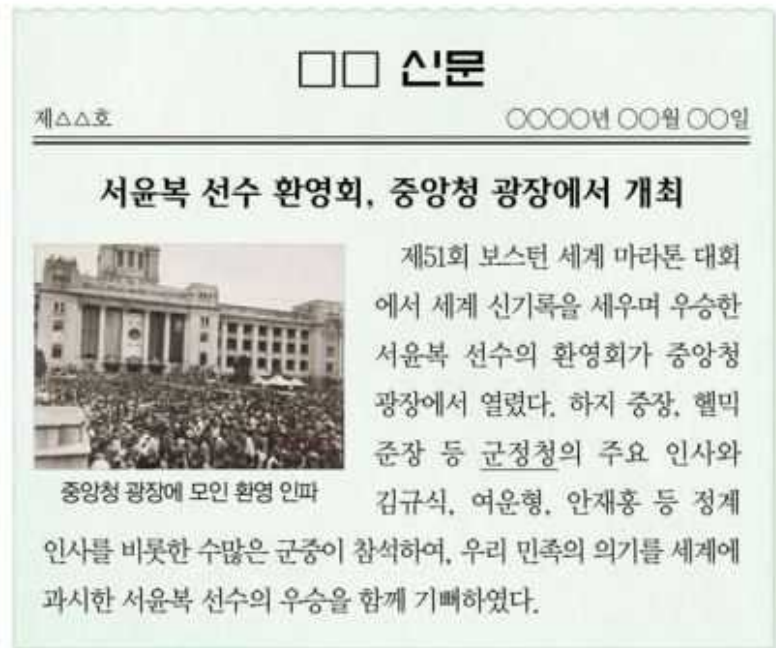 □□ 신문
제△△호
○○○○년 ○○월 ○○일
서윤복 선수 환영회, 중앙청 광장에서 개최
제51회 보스턴 세계 마라톤 대회
에서 세계 신기록을 세우며 우승한
서윤복 선수의 환영회가 중앙청
광장에서 열렸다. 하지 중장, 헬믹
준장 등 군정청의 주요 인사와
김규식, 여운형, 안재홍 등 정계
인사를 비롯한 수많은 군중이 참석하여, 우리 민족의 의기를 세계에
과시한 서윤복 선수의 우승을 함께 기뻐하였다.
중앙청 광장에 모인 환영 인파